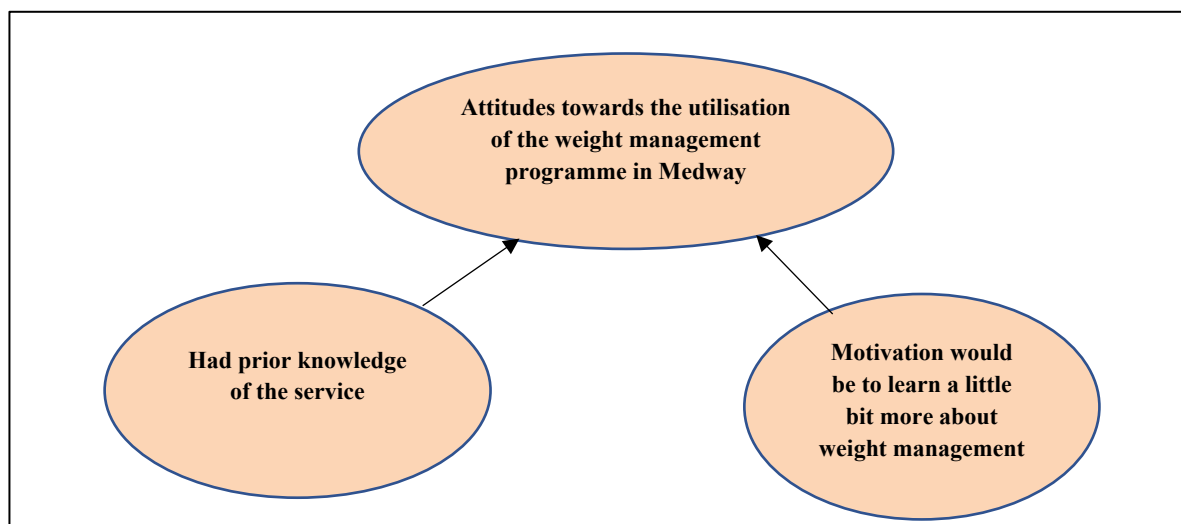 Attitudes towards the utilisation
of the weight management
programme in Medway
Had prior knowledge
of the service
Motivation would
be to learn a little
bit more about
weight management